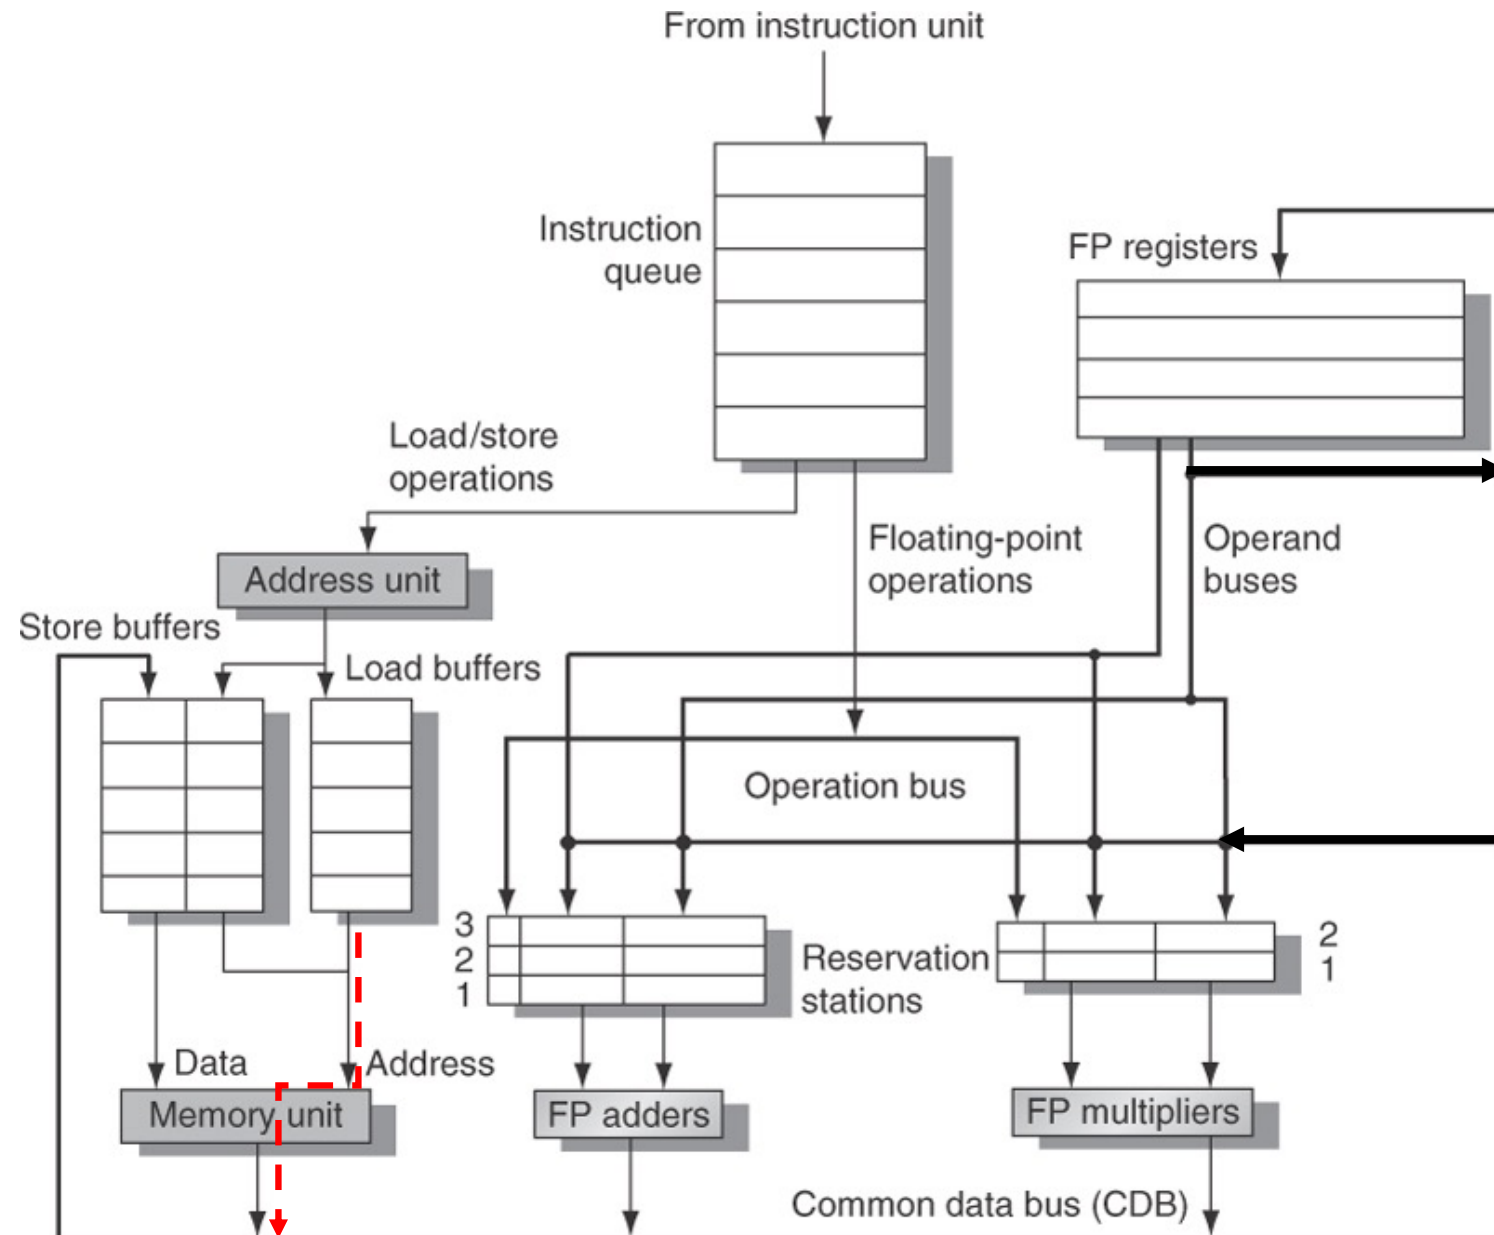 From instruction unit
Instruction
queue
FP registers
Load/store
operations
Floating-point
operations
Operand
buses
Address unit
Store buffers
Load buffers
Operation bus
3
2
1
Reservation
stations
2
1
Data
Address
Memory unit
FP adders
FP multipliers
Common data bus (CDB)